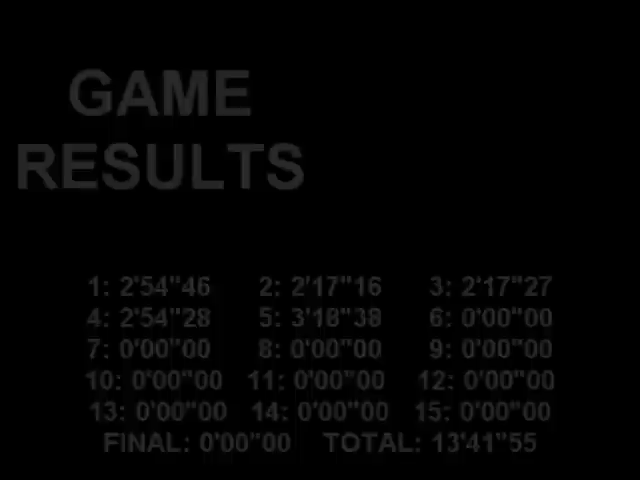 GAME
RESULTS
1: 2'54"46 2: 2'17"16 3: 2'17"27
4: 2'54"28 5: 3'18"38 6: 0'00"00
7: 0'00"00 8: 0'00"00 9: 0'00"00
10: 0'00"00 11: 0'00"00 12: 0'00"00
13: 0'00"00 14: 0'00"00 15: 0'00"00
FINAL: 0'00"00 TOTAL: 13'41"55